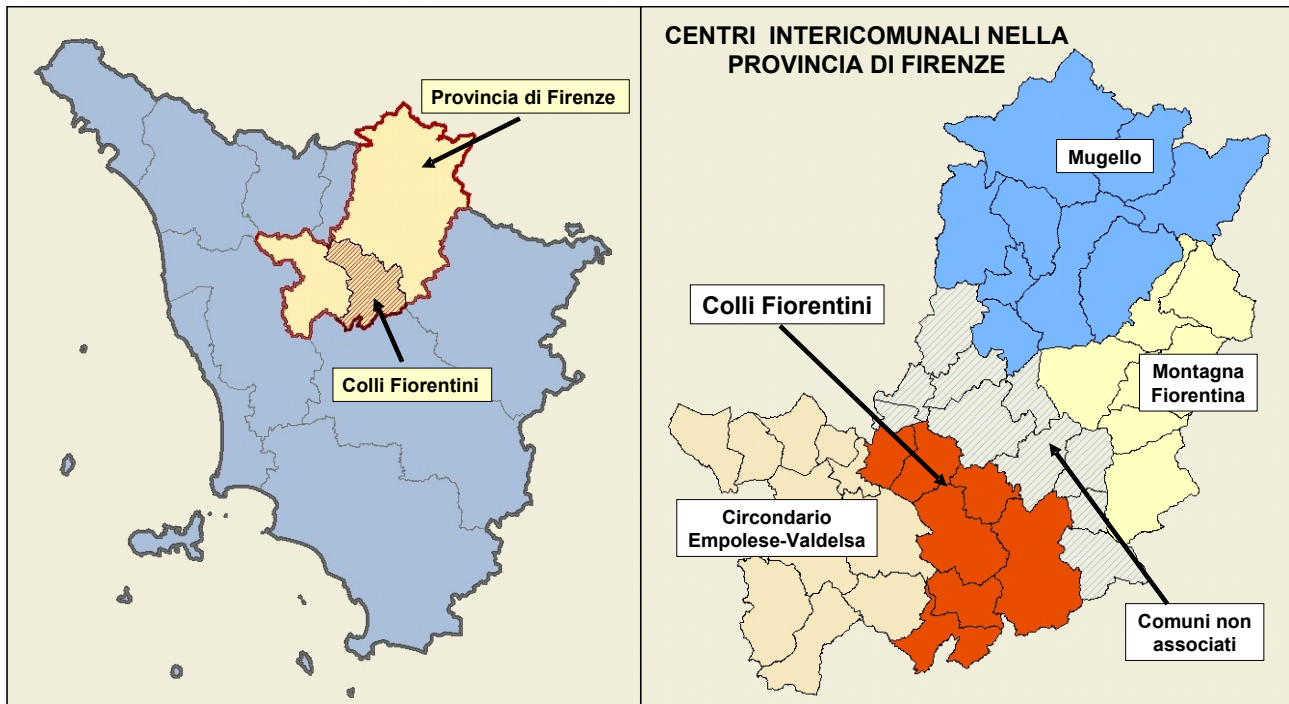 Provincia di Firenze
Colli Fiorentini
CENTRI INTERICOMUNALI NELLA
PROVINCIA DI FIRENZE
Mugello
Colli Fiorentini
Montagna
Fiorentina
Circondario
Empolese-Valdelsa
Comuni non
associati